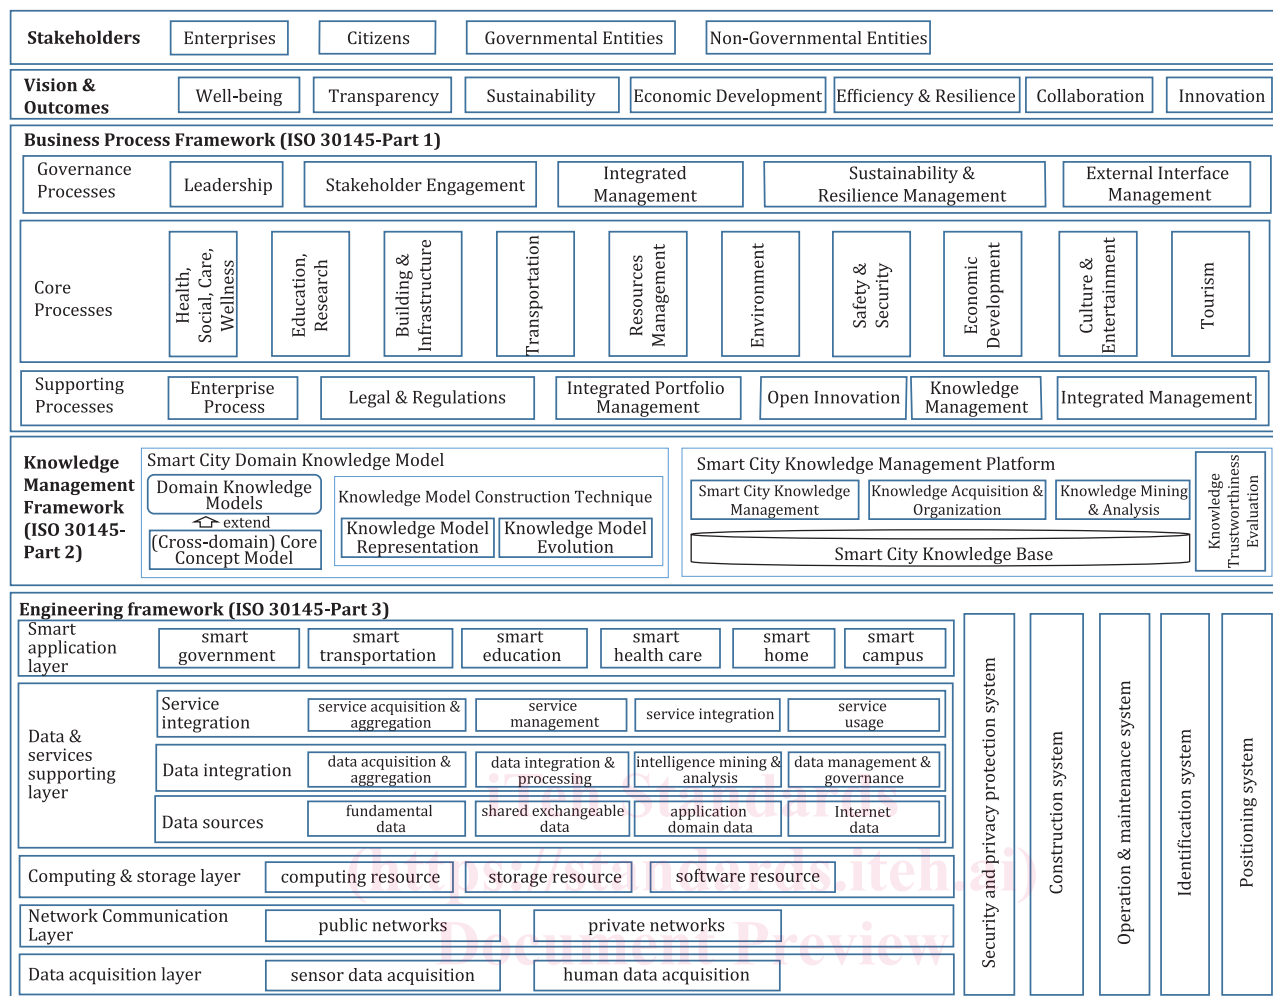 Stakeholders
Enterprises
Citizens
Governmental Entities
Non-Governmental Entities
Vision &
Outcomes
Well-being
Transparency
Sustainability
Economic Development
Efficiency & Resilience
Collaboration
Innovation
Business Process Framework (ISO 30145-Part 1)
Governance
Processes
Leadership
Stakeholder Engagement
Integrated
Management
Sustainability &
Resilience Management
External Interface
Management
Core
Processes
Health,
Social, Care,
Wellness
Education,
Research
Building &
Infrastructure
Transportation
Resources
Management
Environment
Safety &
Security
Economic
Development
Culture &
Entertainment
Tourism
Supporting
Processes
Enterprise
Process
Legal & Regulations
Integrated Portfolio
Management
Open Innovation
Knowledge
Management
Integrated Management
Knowledge
Management
Framework
(ISO 30145-
Part 2)
Smart City Domain Knowledge Model
Domain Knowledge
Models
extend
(Cross-domain) Core
Concept Model
Knowledge Model Construction Technique
Knowledge Model
Representation
Knowledge Model
Evolution
Smart City Knowledge Management Platform
Smart City Knowledge
Management
Knowledge Acquisition &
Organization
Knowledge Mining
& Analysis
Smart City Knowledge Base
Knowledge
Trustworthiness
Evaluation
Engineering framework (ISO 30145-Part 3)
Smart
application
layer
smart
government
smart
transportation
smart
education
smart
health care
smart
home
smart
campus
Data &
services
supporting
layer
Service
integration
service acquisition &
aggregation
service
management
service integration
service
usage
Data integration
data acquisition &
aggregation
data integration &
processing
intelligence mining &
analysis
data management &
governance
Data sources
fundamental
data
shared exchangeable
data
application
domain data
Internet
data
Computing & storage layer
computing resource
storage resource
software resource
Network Communication
Layer
public networks
private networks
Data acquisition layer
sensor data acquisition
human data acquisition
Security and privacy protection system
Construction system
Operation & maintenance system
Identification system
Positioning system
iTeh Standards
(https://standards.iteh.ai)
Document Preview